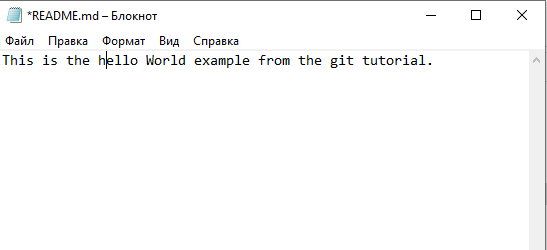 *README.md – Блокнот
Файл Правка Формат Вид Справка
This is the hello World example from the git tutorial.